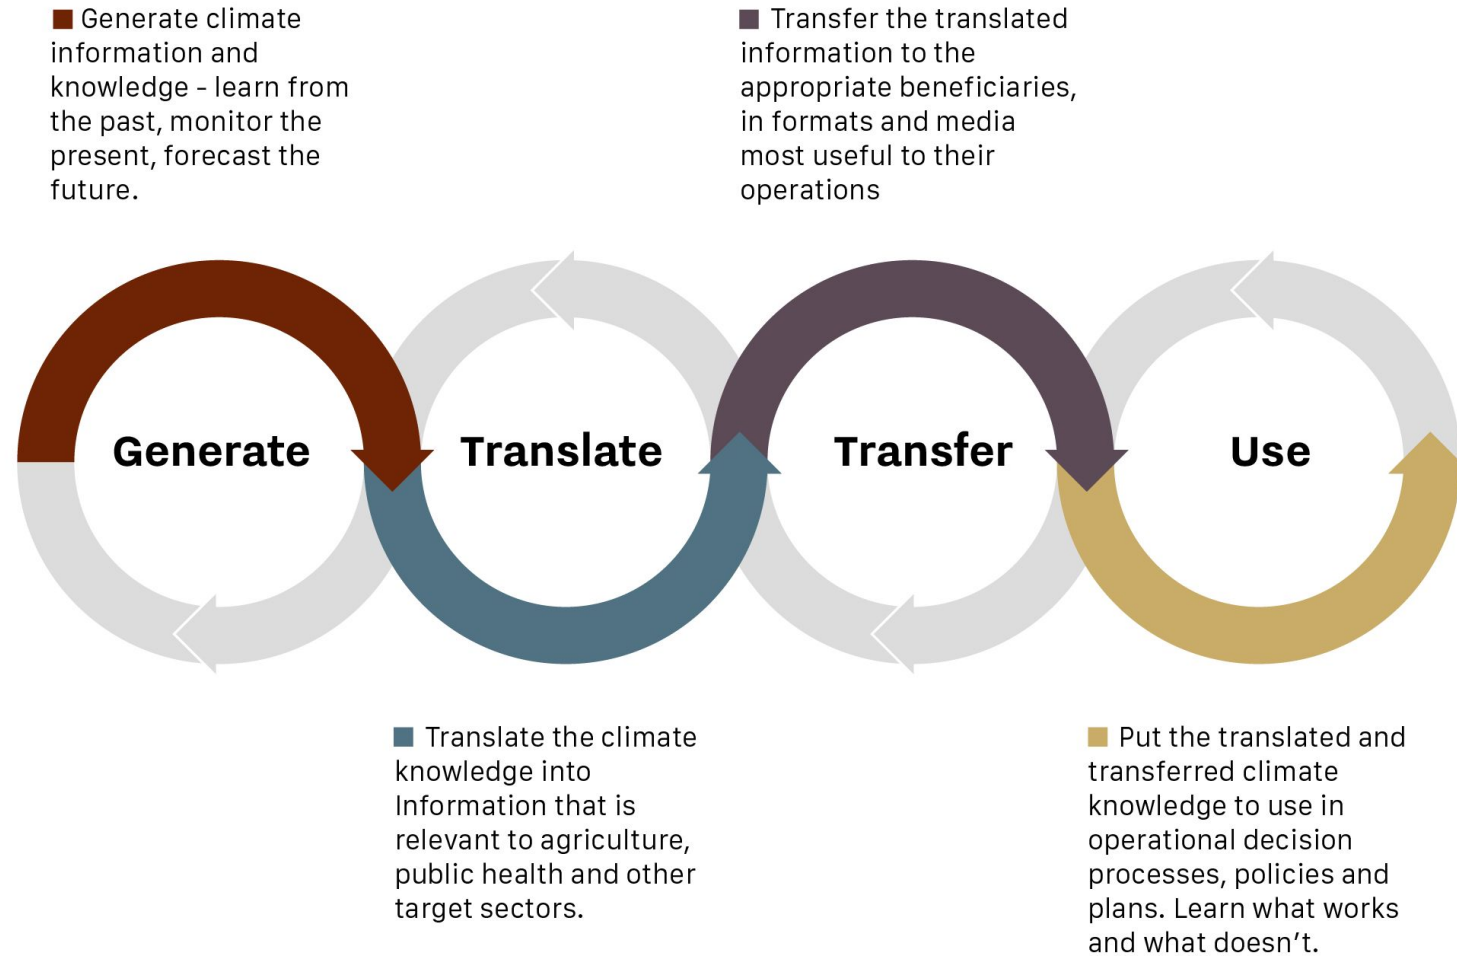 Generate climate
information and
knowledge - learn from
the past, monitor the
present, forecast the
future.
Transfer the translated
information to the
appropriate beneficiaries,
in formats and media
most useful to their
operations
Generate
Translate
Transfer
Use
Translate the climate
knowledge into
Information that is
relevant to agriculture,
public health and other
target sectors.
Put the translated and
transferred climate
knowledge to use in
operational decision
processes, policies and
plans. Learn what works
and what doesn’t.